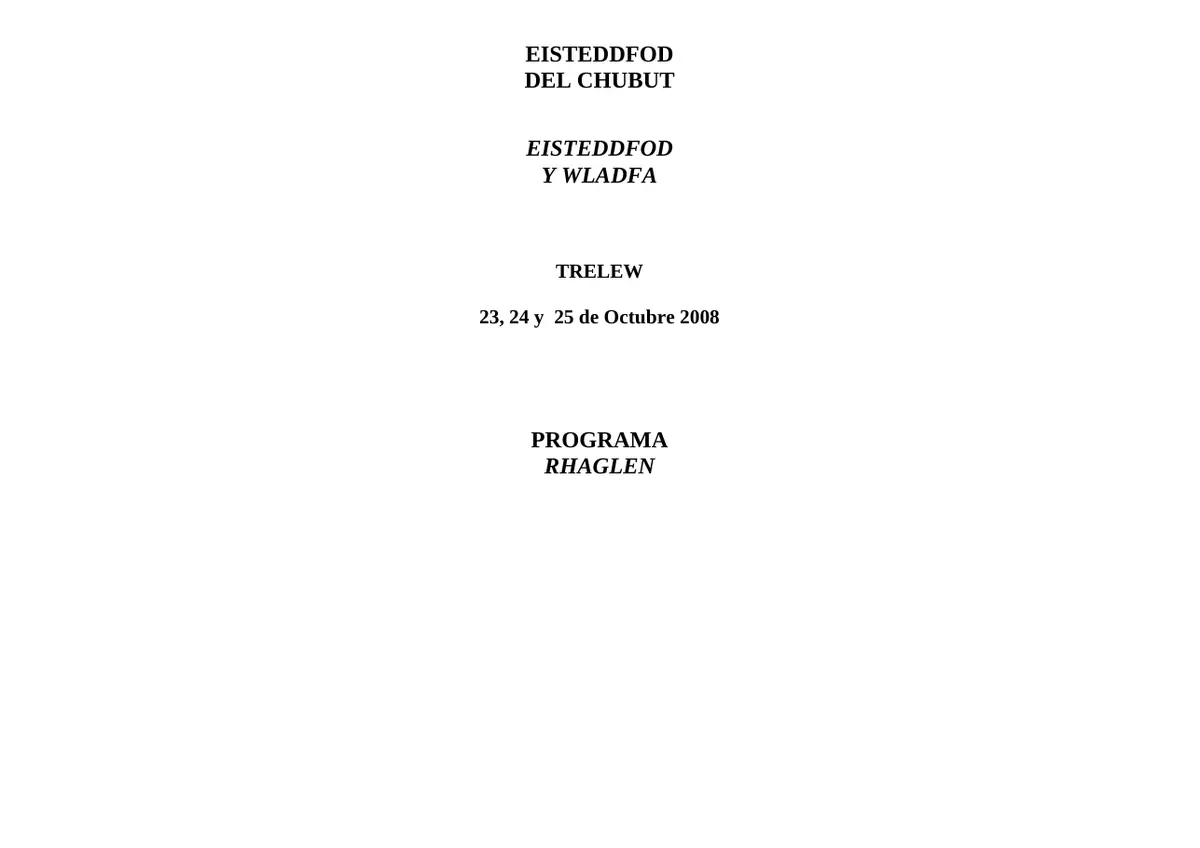 EISTEDDFOD
DEL CHUBUT
EISTEDDFOD
Y WLADFA
TRELEW
23, 24 y  25 de Octubre 2008
PROGRAMA
RHAGLEN